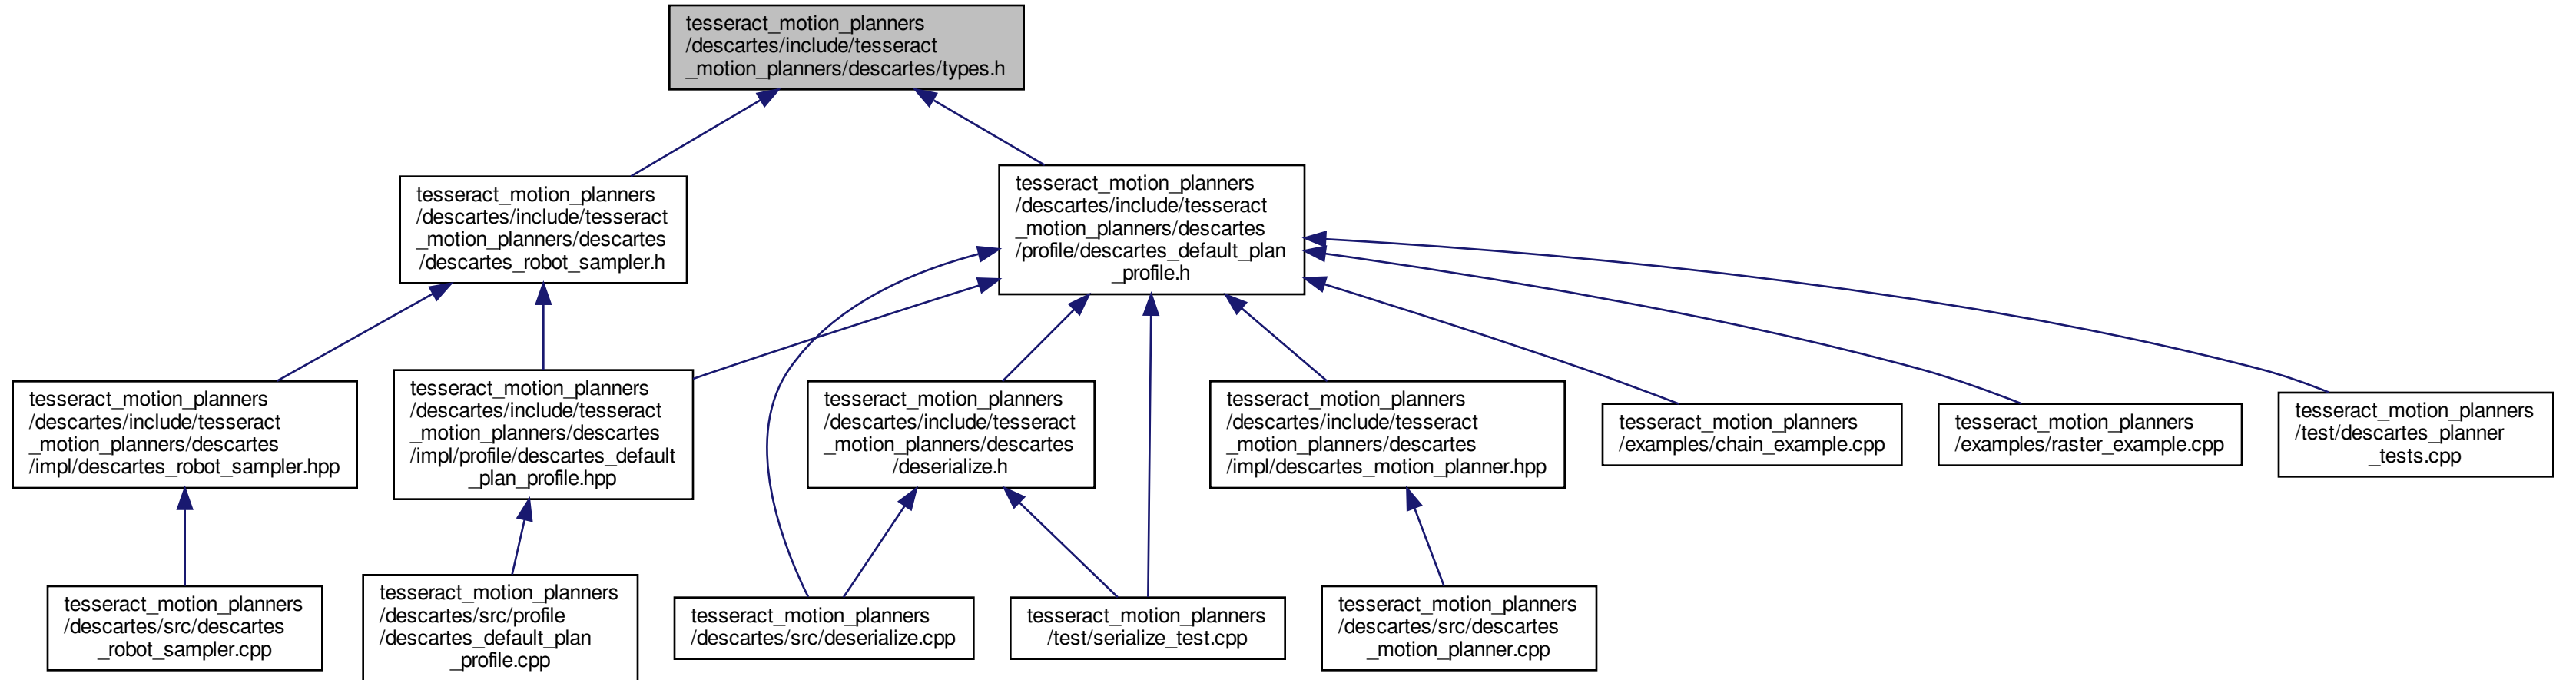 tesseract_motion_planners
/descartes/include/tesseract
_motion_planners/descartes/types.h
tesseract_motion_planners
/descartes/include/tesseract
_motion_planners/descartes
/descartes_robot_sampler.h
tesseract_motion_planners
/descartes/include/tesseract
_motion_planners/descartes
/profile/descartes_default_plan
_profile.h
tesseract_motion_planners
/descartes/include/tesseract
_motion_planners/descartes
/impl/descartes_robot_sampler.hpp
tesseract_motion_planners
/descartes/include/tesseract
_motion_planners/descartes
/impl/profile/descartes_default
_plan_profile.hpp
tesseract_motion_planners
/descartes/include/tesseract
_motion_planners/descartes
/deserialize.h
tesseract_motion_planners
/descartes/include/tesseract
_motion_planners/descartes
/impl/descartes_motion_planner.hpp
tesseract_motion_planners
/examples/chain_example.cpp
tesseract_motion_planners
/examples/raster_example.cpp
tesseract_motion_planners
/test/descartes_planner
_tests.cpp
tesseract_motion_planners
/descartes/src/descartes
_robot_sampler.cpp
tesseract_motion_planners
/descartes/src/profile
/descartes_default_plan
_profile.cpp
tesseract_motion_planners
/descartes/src/deserialize.cpp
tesseract_motion_planners
/test/serialize_test.cpp
tesseract_motion_planners
/descartes/src/descartes
_motion_planner.cpp